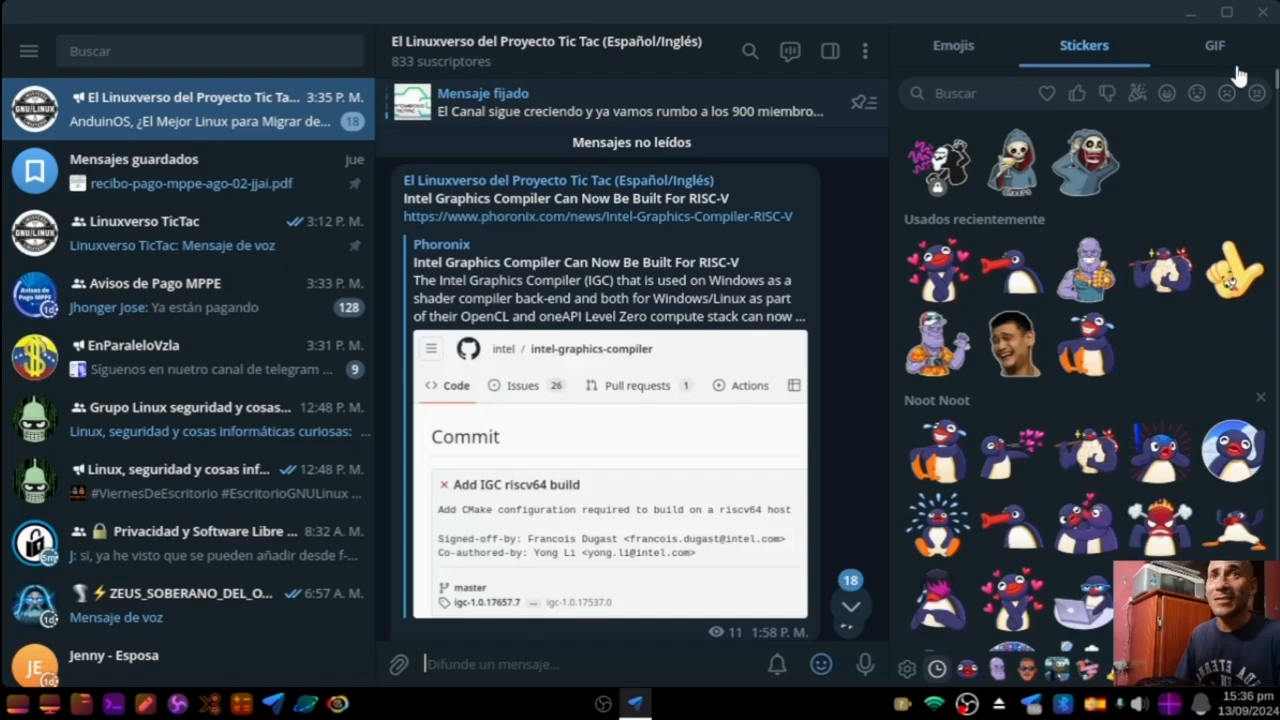 Buscar
El Linuxverso del Proyecto Tic Ta... 3:35 P. M.
AnduinOS, ¿El Mejor Linux para Migrar de... 18
Mensajes guardados jue
recibo-pago-mppe-ago-02-jjai.pdf
Linuxverso TicTac 3:12 P. M.
Linuxverso TicTac: Mensaje de voz
Avisos de Pago MPPE 3:33 P. M.
Jhonger Jose: Ya están pagando 128
EnParaleloVzla 3:31 P. M.
Síguenos en nuetro canal de telegram ... 9
Grupo Linux seguridad y cosas... 12:48 P. M.
Linux, seguridad y cosas informáticas curiosas: ...
Linux, seguridad y cosas inf... 12:48 P. M.
#ViernesDeEscritorio #EscritorioGNULinux ...
Privacidad y Software Libre ... 8:32 A. M.
J: si, ya he visto que se pueden añadir desde f-...
ZEUS_SOBERANO_DEL_O... 6:57 A. M.
Mensaje de voz
JE
Jenny - Esposa
El Linuxverso del Proyecto Tic Tac (Español/Inglés)
833 suscriptores
Mensaje fijado
El Canal sigue creciendo y ya vamos rumbo a los 900 miembro...
Mensajes no leídos
El Linuxverso del Proyecto Tic Tac (Español/Inglés)
Intel Graphics Compiler Can Now Be Built For RISC-V
https://www.phoronix.com/news/Intel-Graphics-Compiler-RISC-V
Phoronix
Intel Graphics Compiler Can Now Be Built For RISC-V
The Intel Graphics Compiler (IGC) that is used on Windows as a
shader compiler back-end and both for Windows/Linux as part
of their OpenCL and oneAPI Level Zero compute stack can now ...
intel / intel-graphics-compiler
Code Issues 26 Pull requests 1 Actions
Commit
Add IGC riscv64 build
Add CMake configuration required to build on a riscv64 host
Signed-off-by: Francois Dugast <francois.dugast@intel.com>
Co-authored-by: Yong Li <yong.li@intel.com>
master
igc-1.0.17657.7 ... igc-1.0.17537.0
11 1:58 P. M.
18
Difunde un mensaje...
Emojis Stickers GIF
Buscar
Usados recientemente
Noot Noot
15:36 pm
13/09/2024